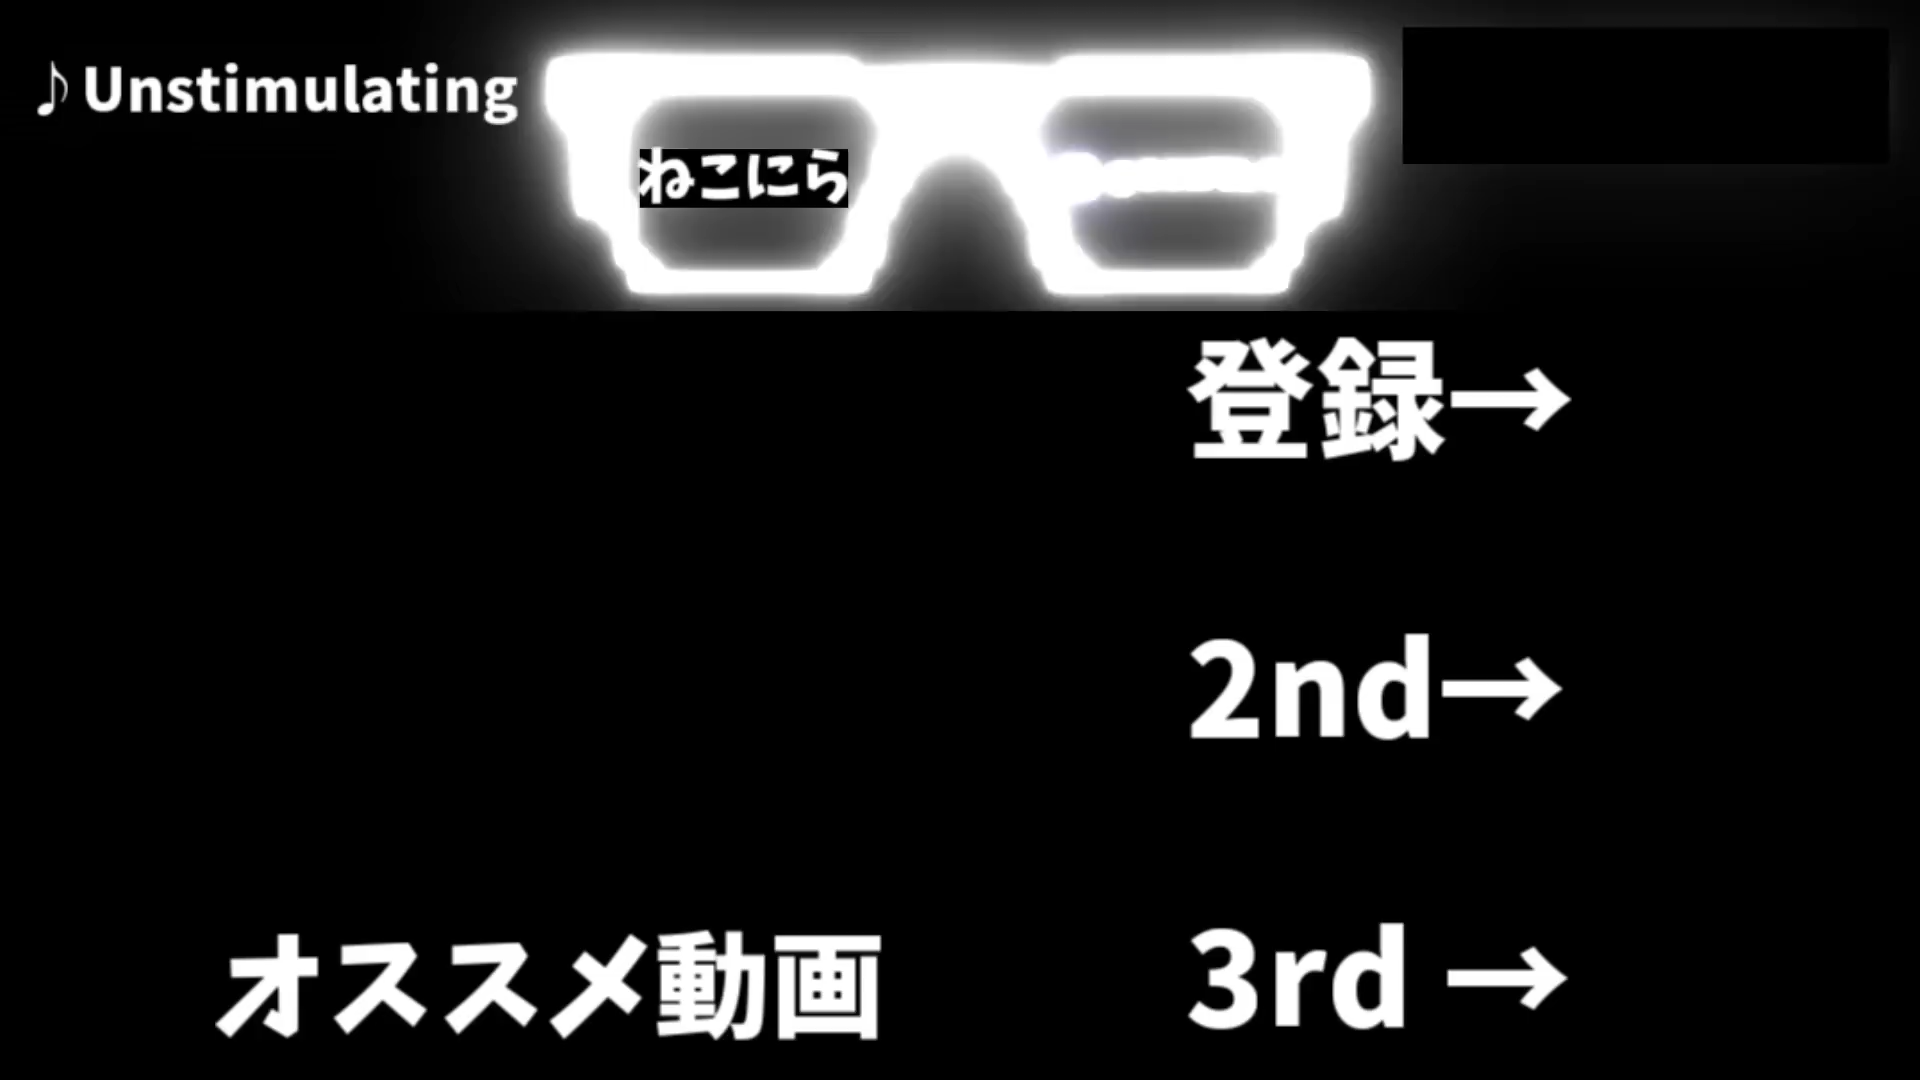 ♪Unstimulating
ねこにら
登録→
2nd→
オススメ動画
3rd →